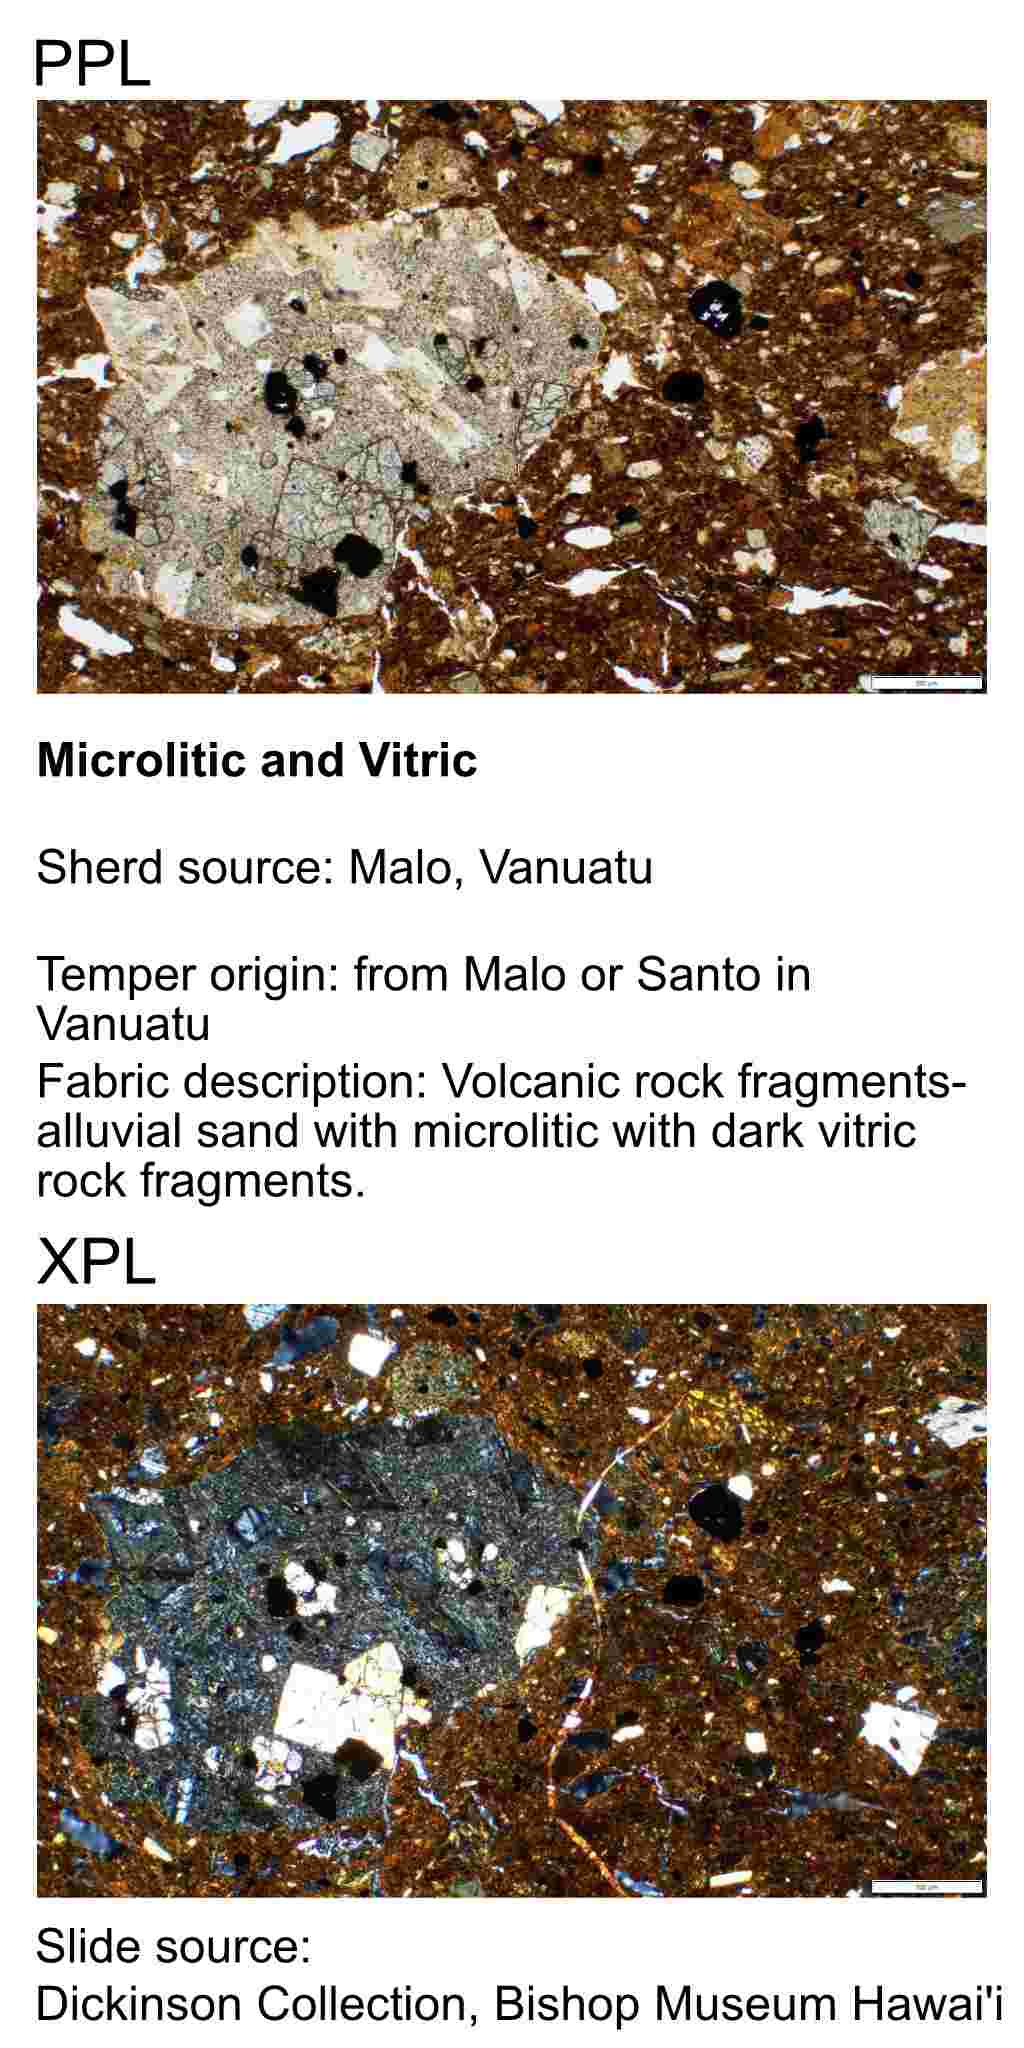 PPL
Microlitic and Vitric
Sherd source: Malo, Vanuatu
Temper origin: from Malo or Santo in
Vanuatu
Fabric description: Volcanic rock fragments-
alluvial sand with microlitic with dark vitric
rock fragments.
XPL
Slide source:
Dickinson Collection, Bishop Museum Hawai'i